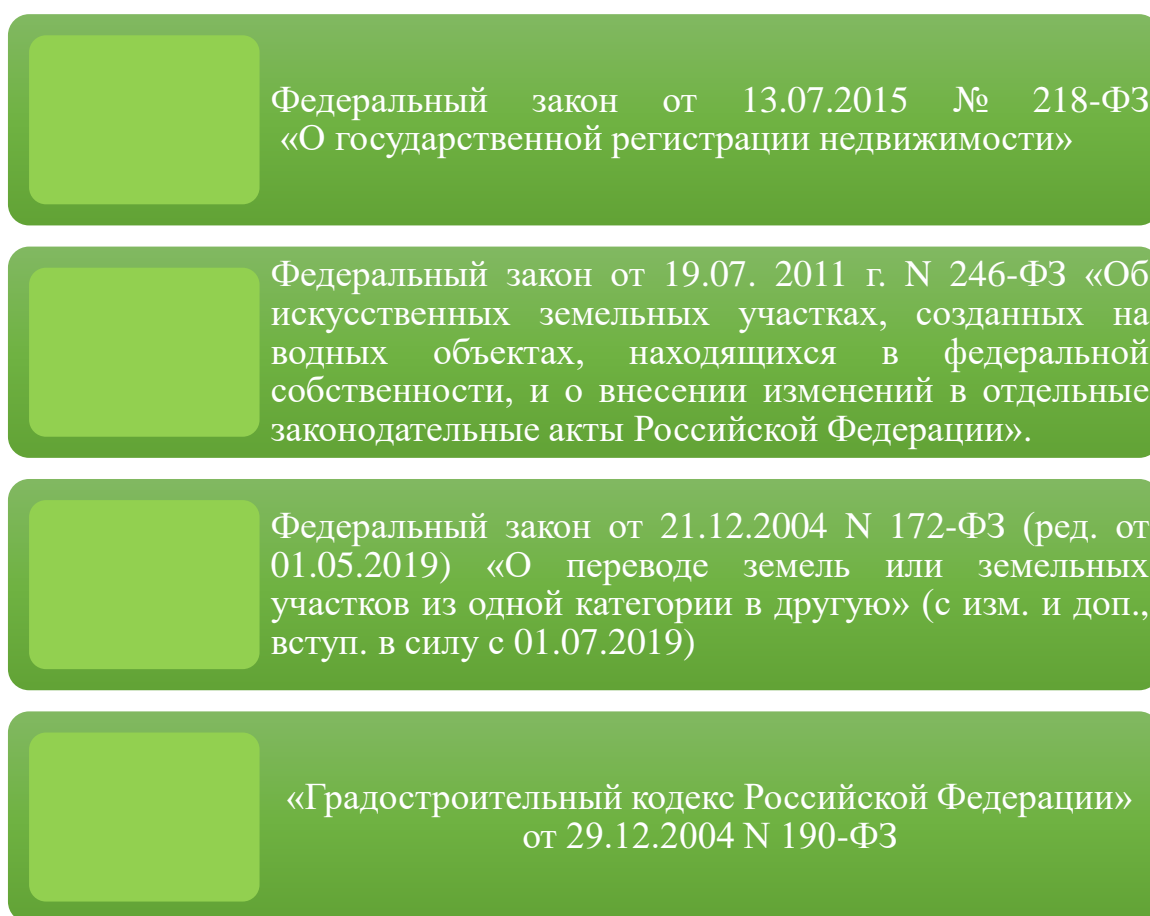 Федеральный закон от 13.07.2015 № 218-ФЗ
«О государственной регистрации недвижимости»
Федеральный закон от 19.07. 2011 г. N 246-ФЗ «Об
искусственных земельных участках, созданных на
водных объектах, находящихся в федеральной
собственности, и о внесении изменений в отдельные
законодательные акты Российской Федерации».
Федеральный закон от 21.12.2004 N 172-ФЗ (ред. от
01.05.2019) «О переводе земель или земельных
участков из одной категории в другую» (с изм. и доп.,
вступ. в силу с 01.07.2019)
«Градостроительный кодекс Российской Федерации»
от 29.12.2004 N 190-ФЗ